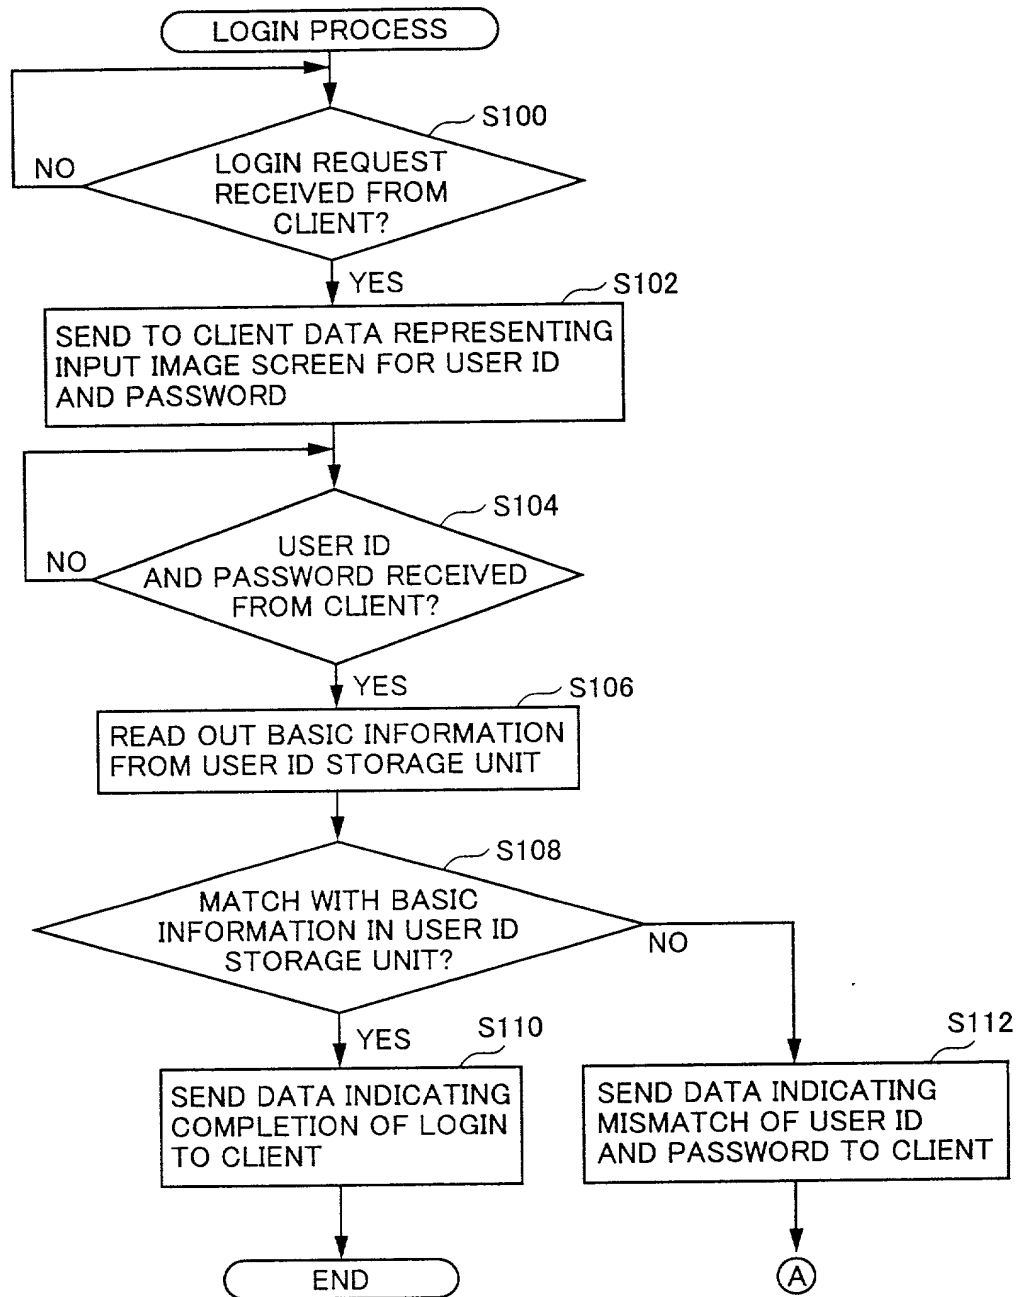 LOGIN PROCESS
S100
NO
LOGIN REQUEST
RECEIVED FROM
CLIENT?
YES
S102
SEND TO CLIENT DATA REPRESENTING
INPUT IMAGE SCREEN FOR USER ID
AND PASSWORD
S104
NO
USER ID
AND PASSWORD RECEIVED
FROM CLIENT?
YES
S106
READ OUT BASIC INFORMATION
FROM USER ID STORAGE UNIT
S108
MATCH WITH BASIC
INFORMATION IN USER ID
STORAGE UNIT?
NO
YES
S110
S112
SEND DATA INDICATING
COMPLETION OF LOGIN
TO CLIENT
SEND DATA INDICATING
MISMATCH OF USER ID
AND PASSWORD TO CLIENT
END
A